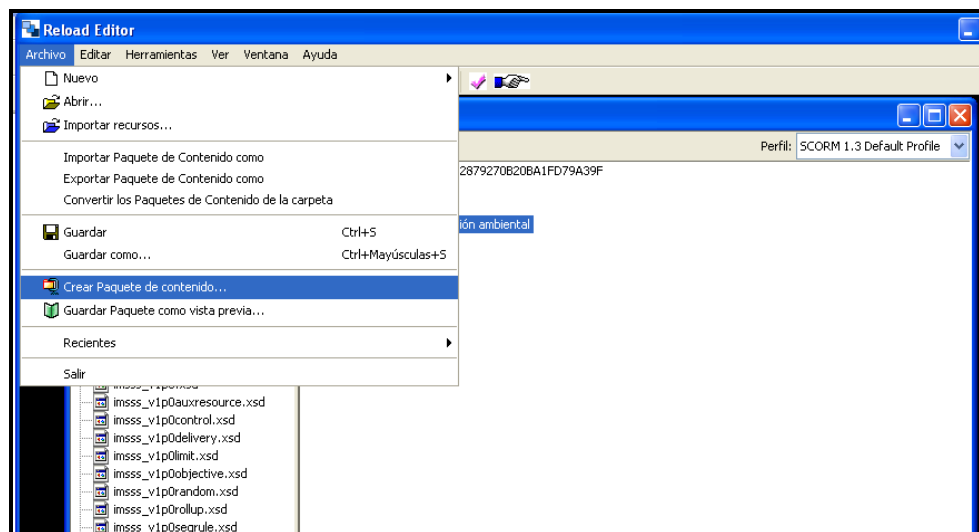 Reload Editor
Archivo Editar Herramientas Ver Ventana Ayuda
Nuevo
Abrir...
Importar recursos...
Perfil: SCORM 1.3 Default Profile
Importar Paquete de Contenido como
Exportar Paquete de Contenido como
2879270B20BA1FD79A39F
Convertir los Paquetes de Contenido de la carpeta
Guardar Ctrl+S
ión ambiental
Guardar como... Ctrl+Mayúsculas+S
Crear Paquete de contenido...
Guardar Paquete como vista previa...
Recientes
Salir
imsss_v1p0auxresource.xsd
imsss_v1p0control.xsd
imsss_v1p0delivery.xsd
imsss_v1p0limit.xsd
imsss_v1p0objective.xsd
imsss_v1p0random.xsd
imsss_v1p0rollup.xsd
imsss_v1p0seqrule.xsd